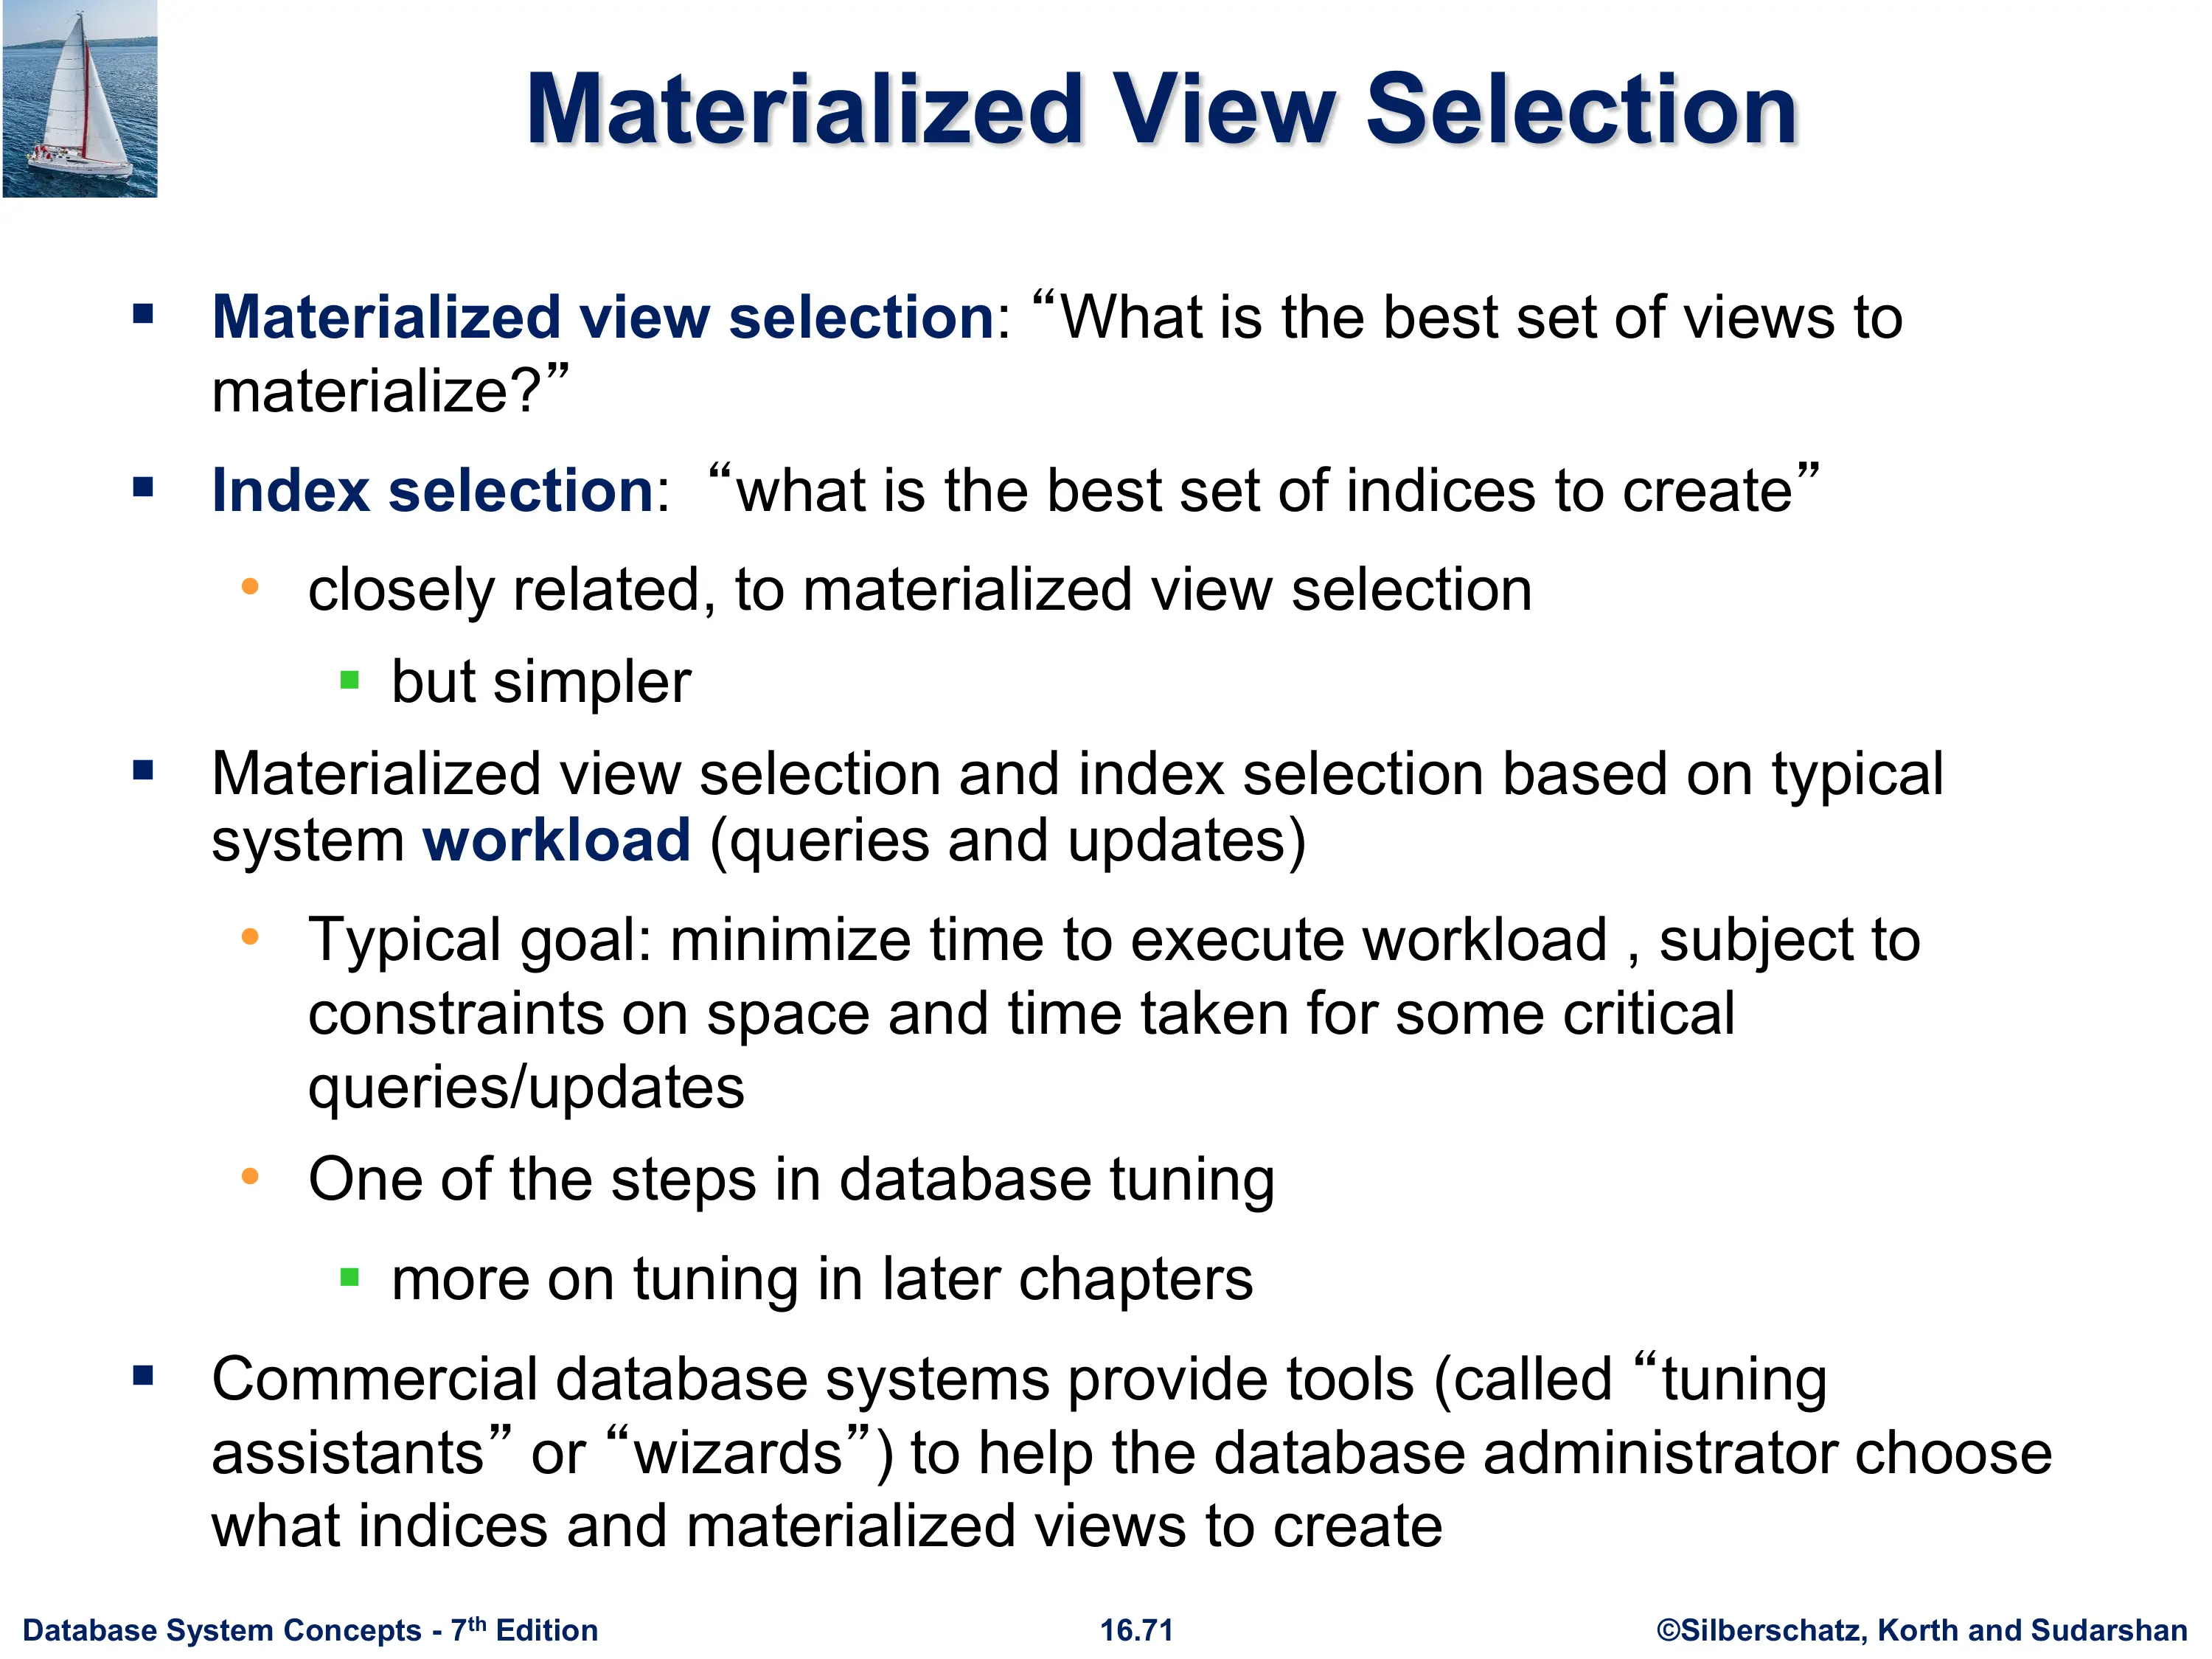 Materialized View Selection
▪ Materialized view selection: “What is the best set of views to
materialize?”
▪ Index selection:  “what is the best set of indices to create”
• closely related, to materialized view selection
▪ but simpler
▪ Materialized view selection and index selection based on typical
system workload (queries and updates)
• Typical goal: minimize time to execute workload , subject to
constraints on space and time taken for some critical
queries/updates
• One of the steps in database tuning
▪ more on tuning in later chapters
▪ Commercial database systems provide tools (called “tuning
assistants” or “wizards”) to help the database administrator choose
what indices and materialized views to create
Database System Concepts - 7th Edition
16.71
©Silberschatz, Korth and Sudarshan